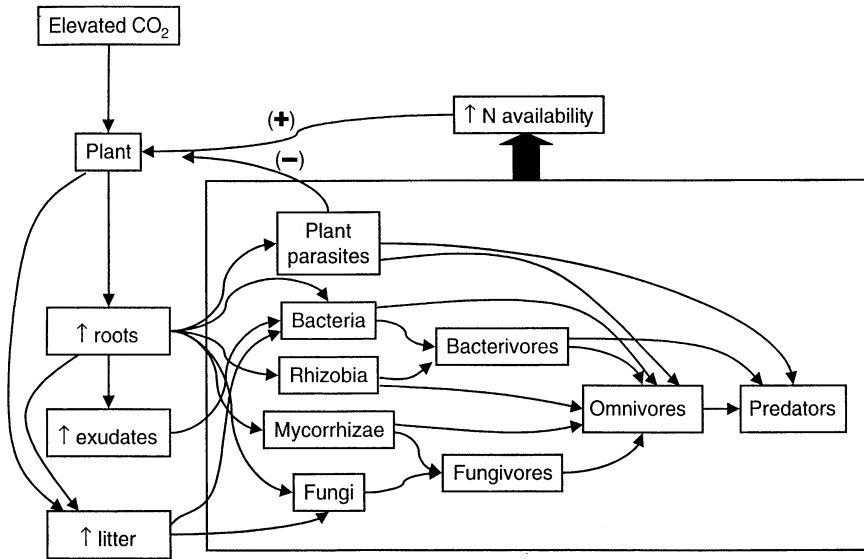 Elevated CO₂
(+)
↑ N availability
Plant
(−)
Plant
parasites
↑ roots
Bacteria
Bacterivores
Rhizobia
Omnivores
Predators
↑ exudates
Mycorrhizae
Fungivores
Fungi
↑ litter